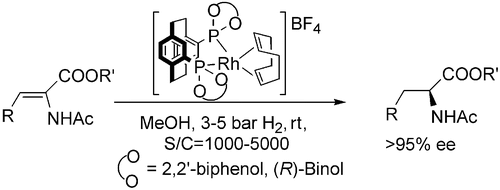 BF4
O
O
P
COOR'
P
Rh
O
O
R
NHAc
COOR'
R
NHAc
MeOH, 3-5 bar H2, rt,
S/C=1000-5000
>95% ee
O
O
= 2,2'-biphenol, (R)-Binol